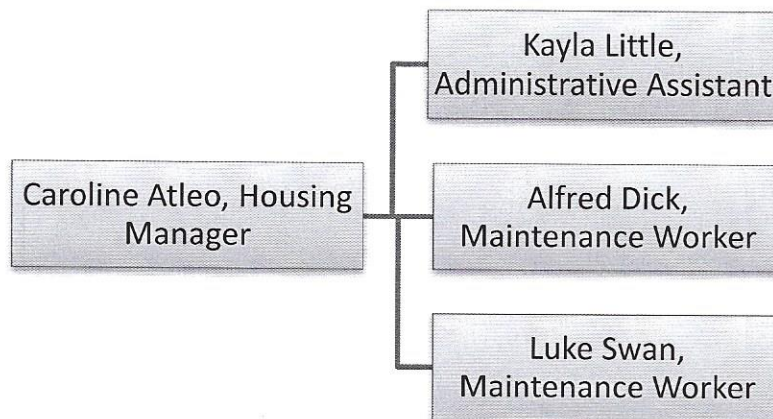 Kayla Little,
Administrative Assistant
Caroline Atleo, Housing
Manager
Alfred Dick,
Maintenance Worker
Luke Swan,
Maintenance Worker